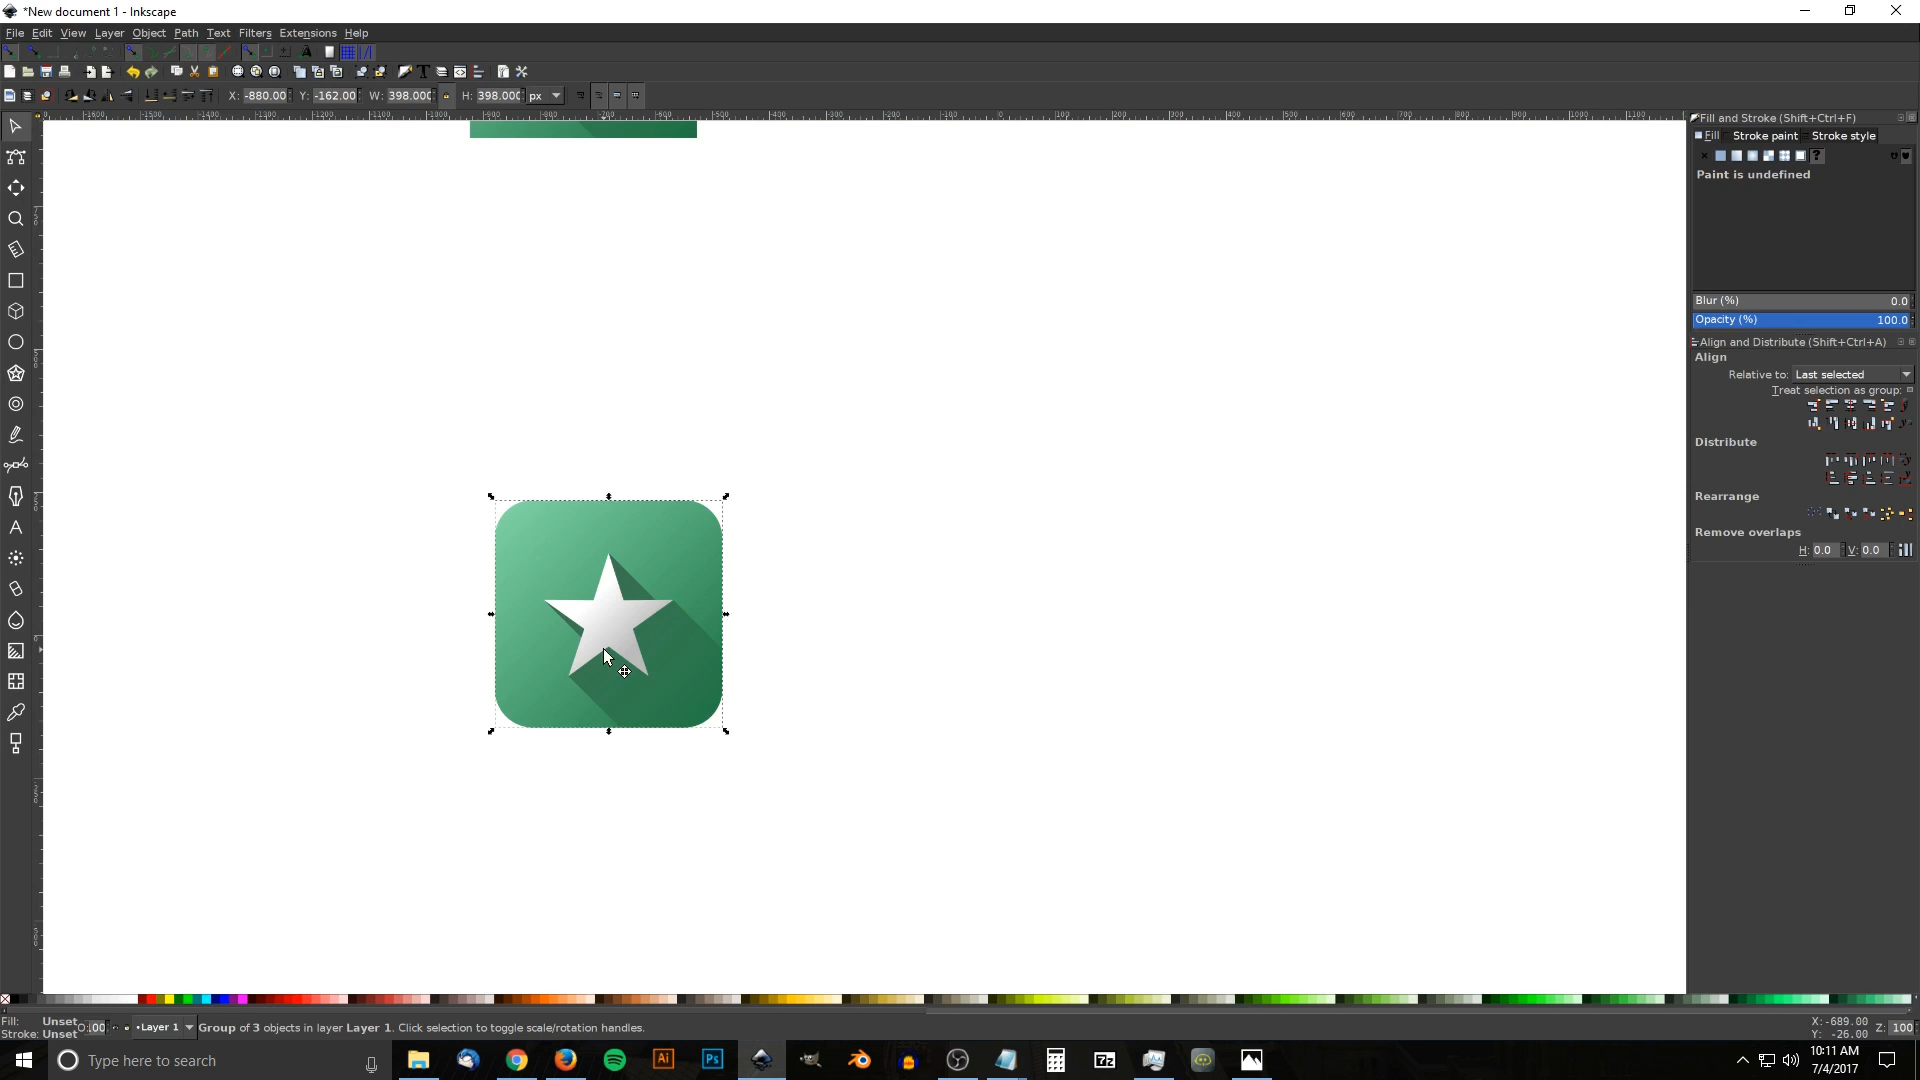 *New document 1 - Inkscape
File Edit View Layer Object Path Text Filters Extensions Help
X: -880.00 Y: -162.00 W: 398.000 H: 398.000 px
Fill and Stroke (Shift+Ctrl+F)
Fill Stroke paint Stroke style
Paint is undefined
Blur (%) 0.0
Opacity (%) 100.0
Align and Distribute (Shift+Ctrl+A)
Align
Relative to: Last selected
Treat selection as group:
Distribute
Rearrange
Remove overlaps
H: 0.0 V: 0.0
Fill: Unset
Stroke: Unset
O: 100
•Layer 1
Group of 3 objects in layer Layer 1. Click selection to toggle scale/rotation handles.
X: -689.00
Y: -26.00
Z: 100
Type here to search
Ai
Ps
7z
10:11 AM
7/4/2017